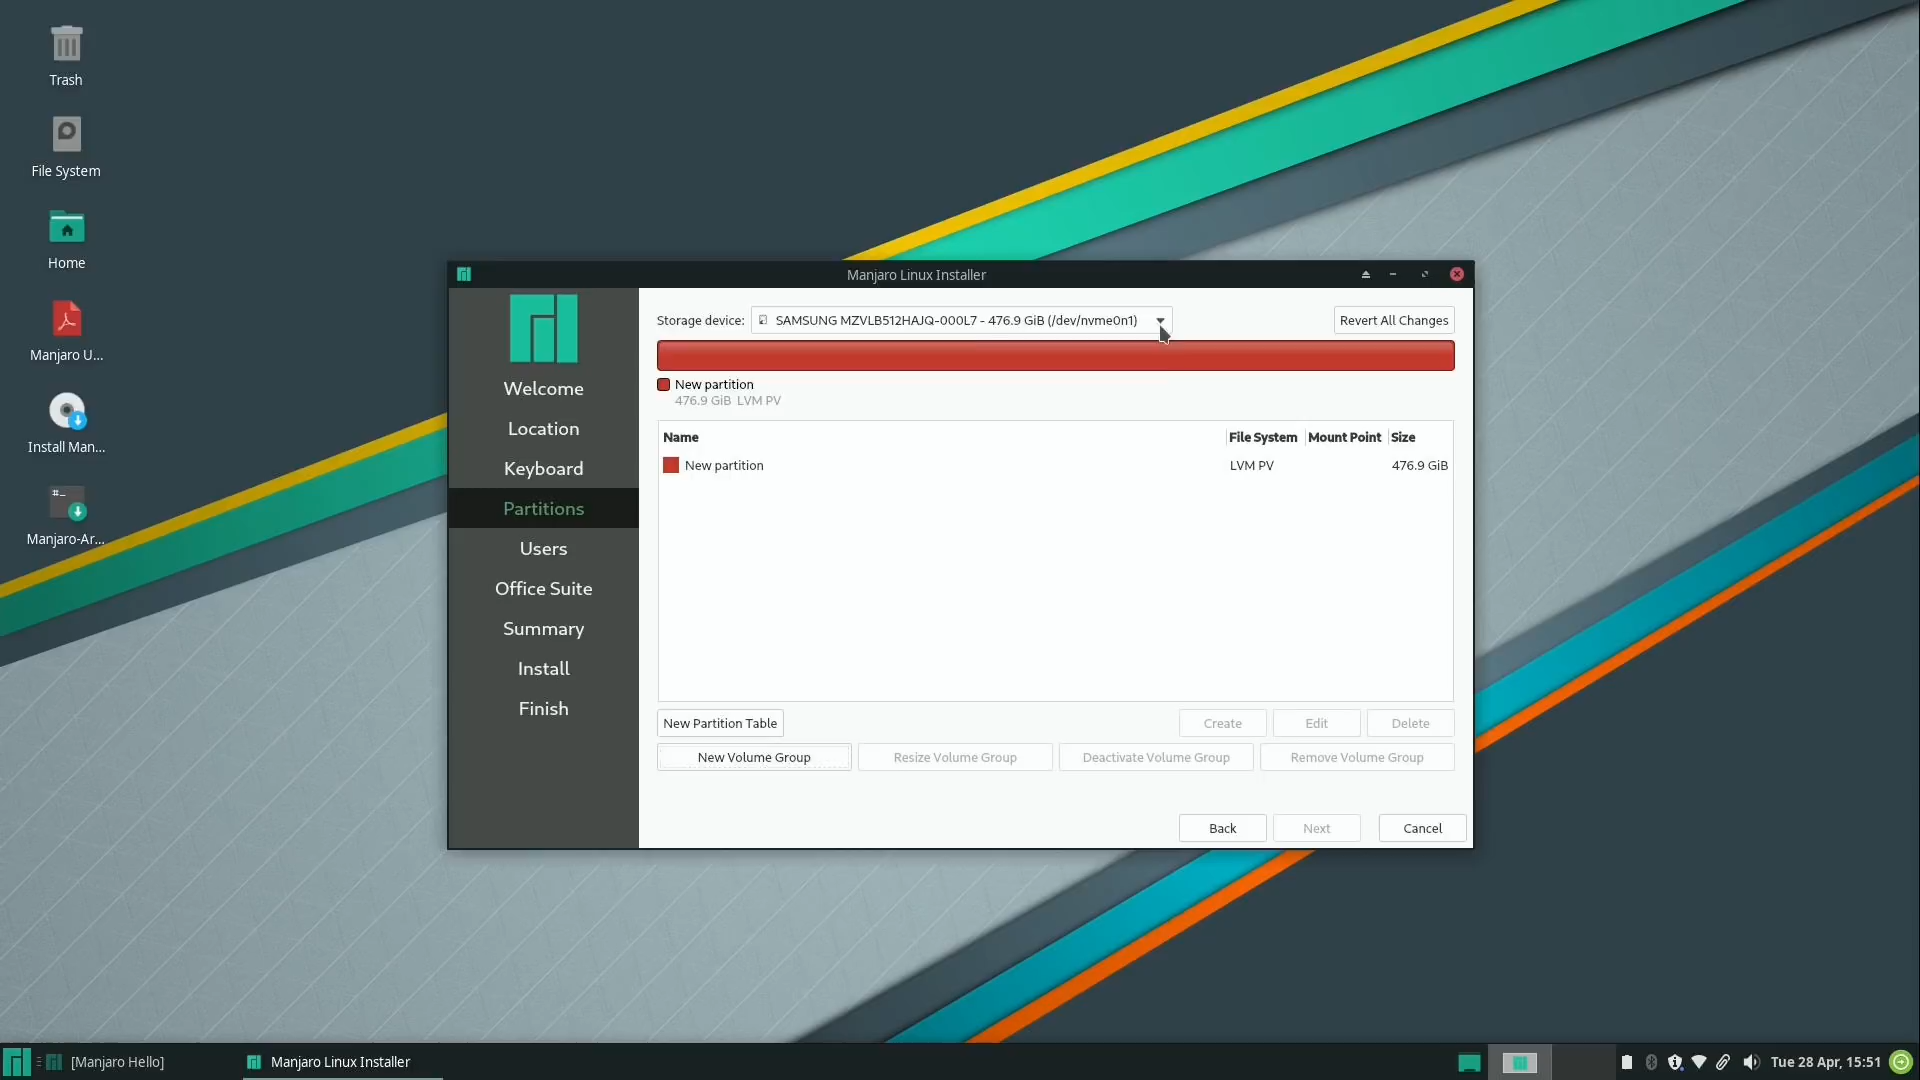 Trash
File System
Home
Manjaro U...
Install Man...
#_
Manjaro-Ar...
Manjaro Linux Installer
Welcome
Location
Keyboard
Partitions
Users
Office Suite
Summary
Install
Finish
Storage device: SAMSUNG MZVLB512HAJQ-000L7 - 476.9 GiB (/dev/nvme0n1) Revert All Changes
New partition
476.9 GiB LVM PV
Name File System Mount Point Size
New partition LVM PV 476.9 GiB
New Partition Table Create Edit Delete
New Volume Group Resize Volume Group Deactivate Volume Group Remove Volume Group
Back Next Cancel
[Manjaro Hello] Manjaro Linux Installer Tue 28 Apr, 15:51